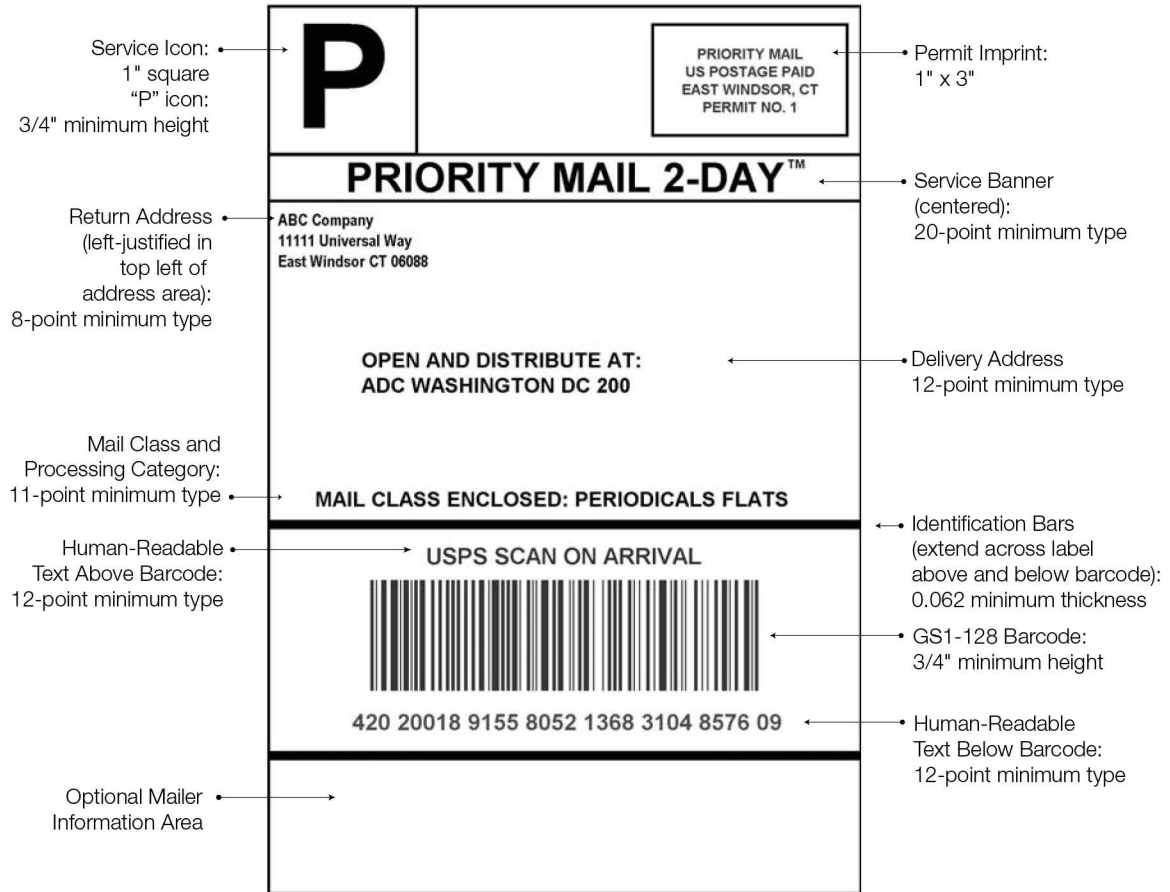 Service Icon:
1" square
“P” icon:
3/4" minimum height
P
PRIORITY MAIL
US POSTAGE PAID
EAST WINDSOR, CT
PERMIT NO. 1
Permit Imprint:
1" x 3"
PRIORITY MAIL 2-DAY™
Service Banner
(centered):
20-point minimum type
Return Address
(left-justified in
top left of
address area):
8-point minimum type
ABC Company
11111 Universal Way
East Windsor CT 06088
OPEN AND DISTRIBUTE AT:
ADC WASHINGTON DC 200
Delivery Address
12-point minimum type
Mail Class and
Processing Category:
11-point minimum type
MAIL CLASS ENCLOSED: PERIODICALS FLATS
Identification Bars
(extend across label
above and below barcode):
0.062 minimum thickness
Human-Readable
Text Above Barcode:
12-point minimum type
USPS SCAN ON ARRIVAL
GS1-128 Barcode:
3/4" minimum height
420 20018 9155 8052 1368 3104 8576 09
Human-Readable
Text Below Barcode:
12-point minimum type
Optional Mailer
Information Area